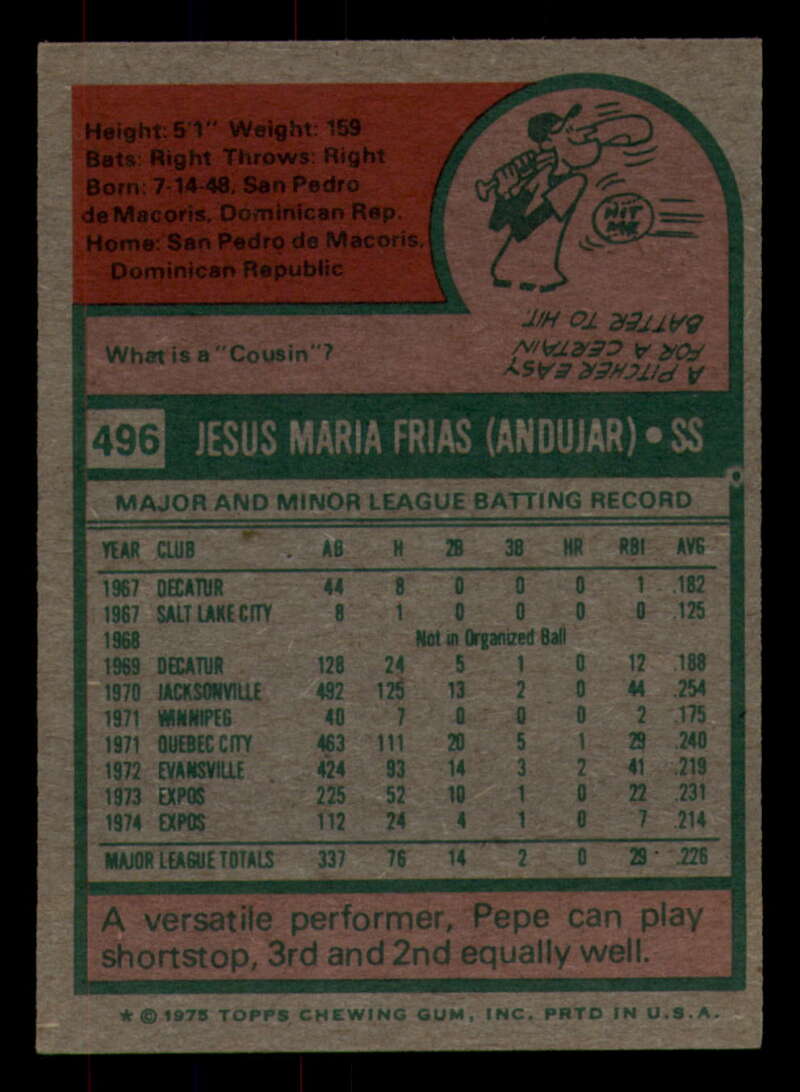 Height: 5'1" Weight: 159
Bats: Right Throws: Right
Born: 7-14-48, San Pedro
de Macoris, Dominican Rep.
Home: San Pedro de Macoris,
Dominican Republic
HIT
ME
What is a "Cousin"?
A PITCHER EASY
FOR A CERTAIN
BATTER TO HIT.
496 JESUS MARIA FRIAS (ANDUJAR) • SS
MAJOR AND MINOR LEAGUE BATTING RECORD
YEAR CLUB AB H 2B 3B HR RBI AVG
1967 DECATUR 44 8 0 0 0 1 .182
1967 SALT LAKE CITY 8 1 0 0 0 0 .125
1968 Not in Organized Ball
1969 DECATUR 128 24 5 1 0 12 .188
1970 JACKSONVILLE 492 125 13 2 0 44 .254
1971 WINNIPEG 40 7 0 0 0 2 .175
1971 QUEBEC CITY 463 111 20 5 1 29 .240
1972 EVANSVILLE 424 93 14 3 2 41 .219
1973 EXPOS 225 52 10 1 0 22 .231
1974 EXPOS 112 24 4 1 0 7 .214
MAJOR LEAGUE TOTALS 337 76 14 2 0 29 .226
A versatile performer, Pepe can play
shortstop, 3rd and 2nd equally well.
* © 1975 TOPPS CHEWING GUM, INC. PRTD IN U.S.A.